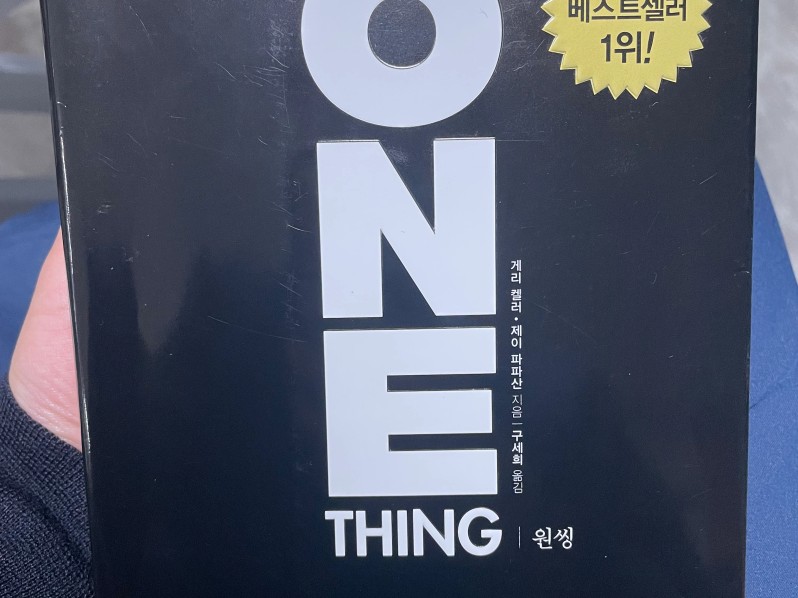 베스트셀러
1위!
ONE
THING | 원씽
게리 켈러 • 제이 파파산 지음 | 구세희 옮김